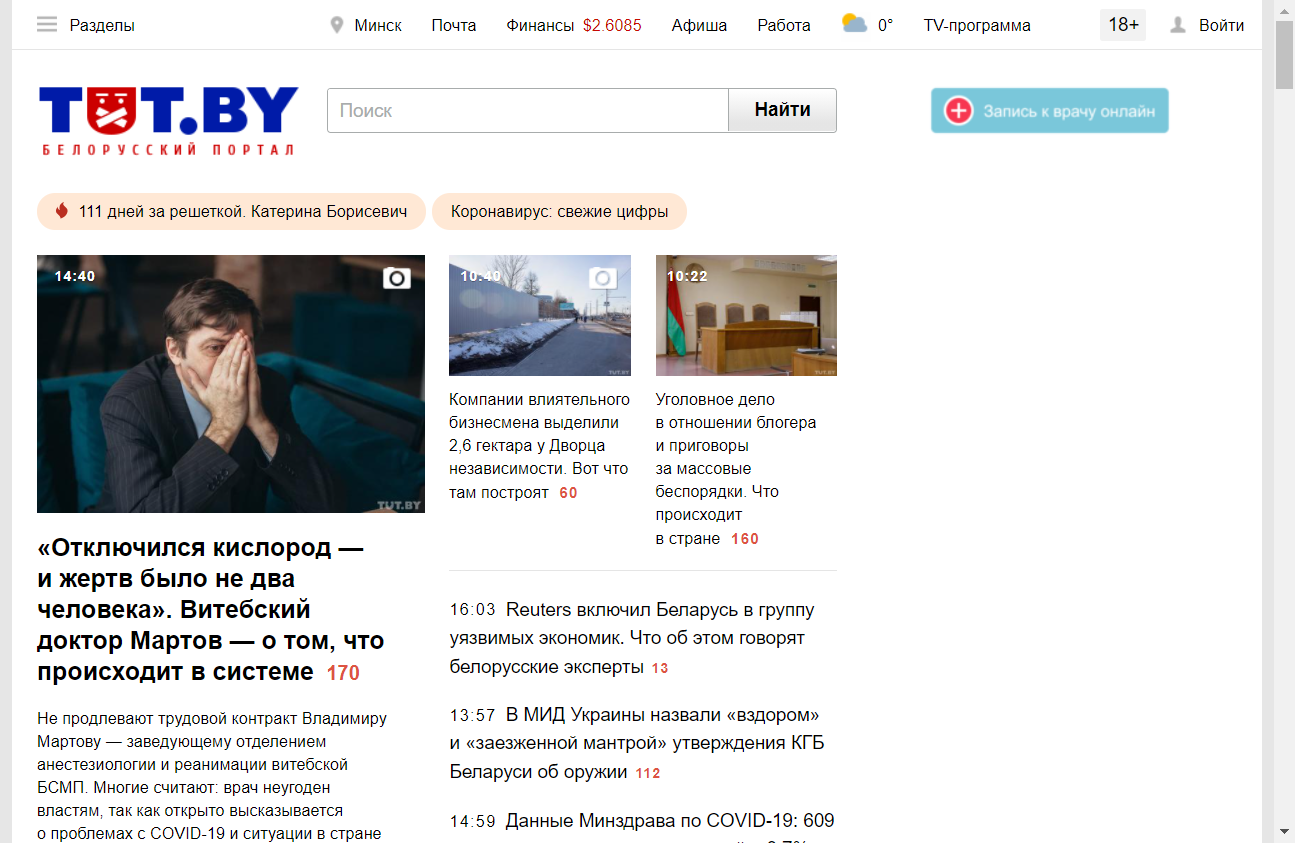 Разделы
Минск
Почта
Финансы $2.6085
Афиша
Работа
0°
TV-программа
18+
Войти
TUT.BY
БЕЛОРУССКИЙ ПОРТАЛ
Поиск
Найти
Запись к врачу онлайн
111 дней за решеткой. Катерина Борисевич
Коронавирус: свежие цифры
14:40
TUT.BY
«Отключился кислород —
и жертв было не два
человека». Витебский
доктор Мартов — о том, что
происходит в системе 170
Не продлевают трудовой контракт Владимиру
Мартову — заведующему отделением
анестезиологии и реанимации витебской
БСМП. Многие считают: врач неугоден
властям, так как открыто высказывается
о проблемах с COVID-19 и ситуации в стране
10:40
TUT.BY
Компании влиятельного
бизнесмена выделили
2,6 гектара у Дворца
независимости. Вот что
там построят 60
10:22
TUT.BY
Уголовное дело
в отношении блогера
и приговоры
за массовые
беспорядки. Что
происходит
в стране 160
16:03 Reuters включил Беларусь в группу
уязвимых экономик. Что об этом говорят
белорусские эксперты 13
13:57 В МИД Украины назвали «вздором»
и «заезженной мантрой» утверждения КГБ
Беларуси об оружии 112
14:59 Данные Минздрава по COVID-19: 609